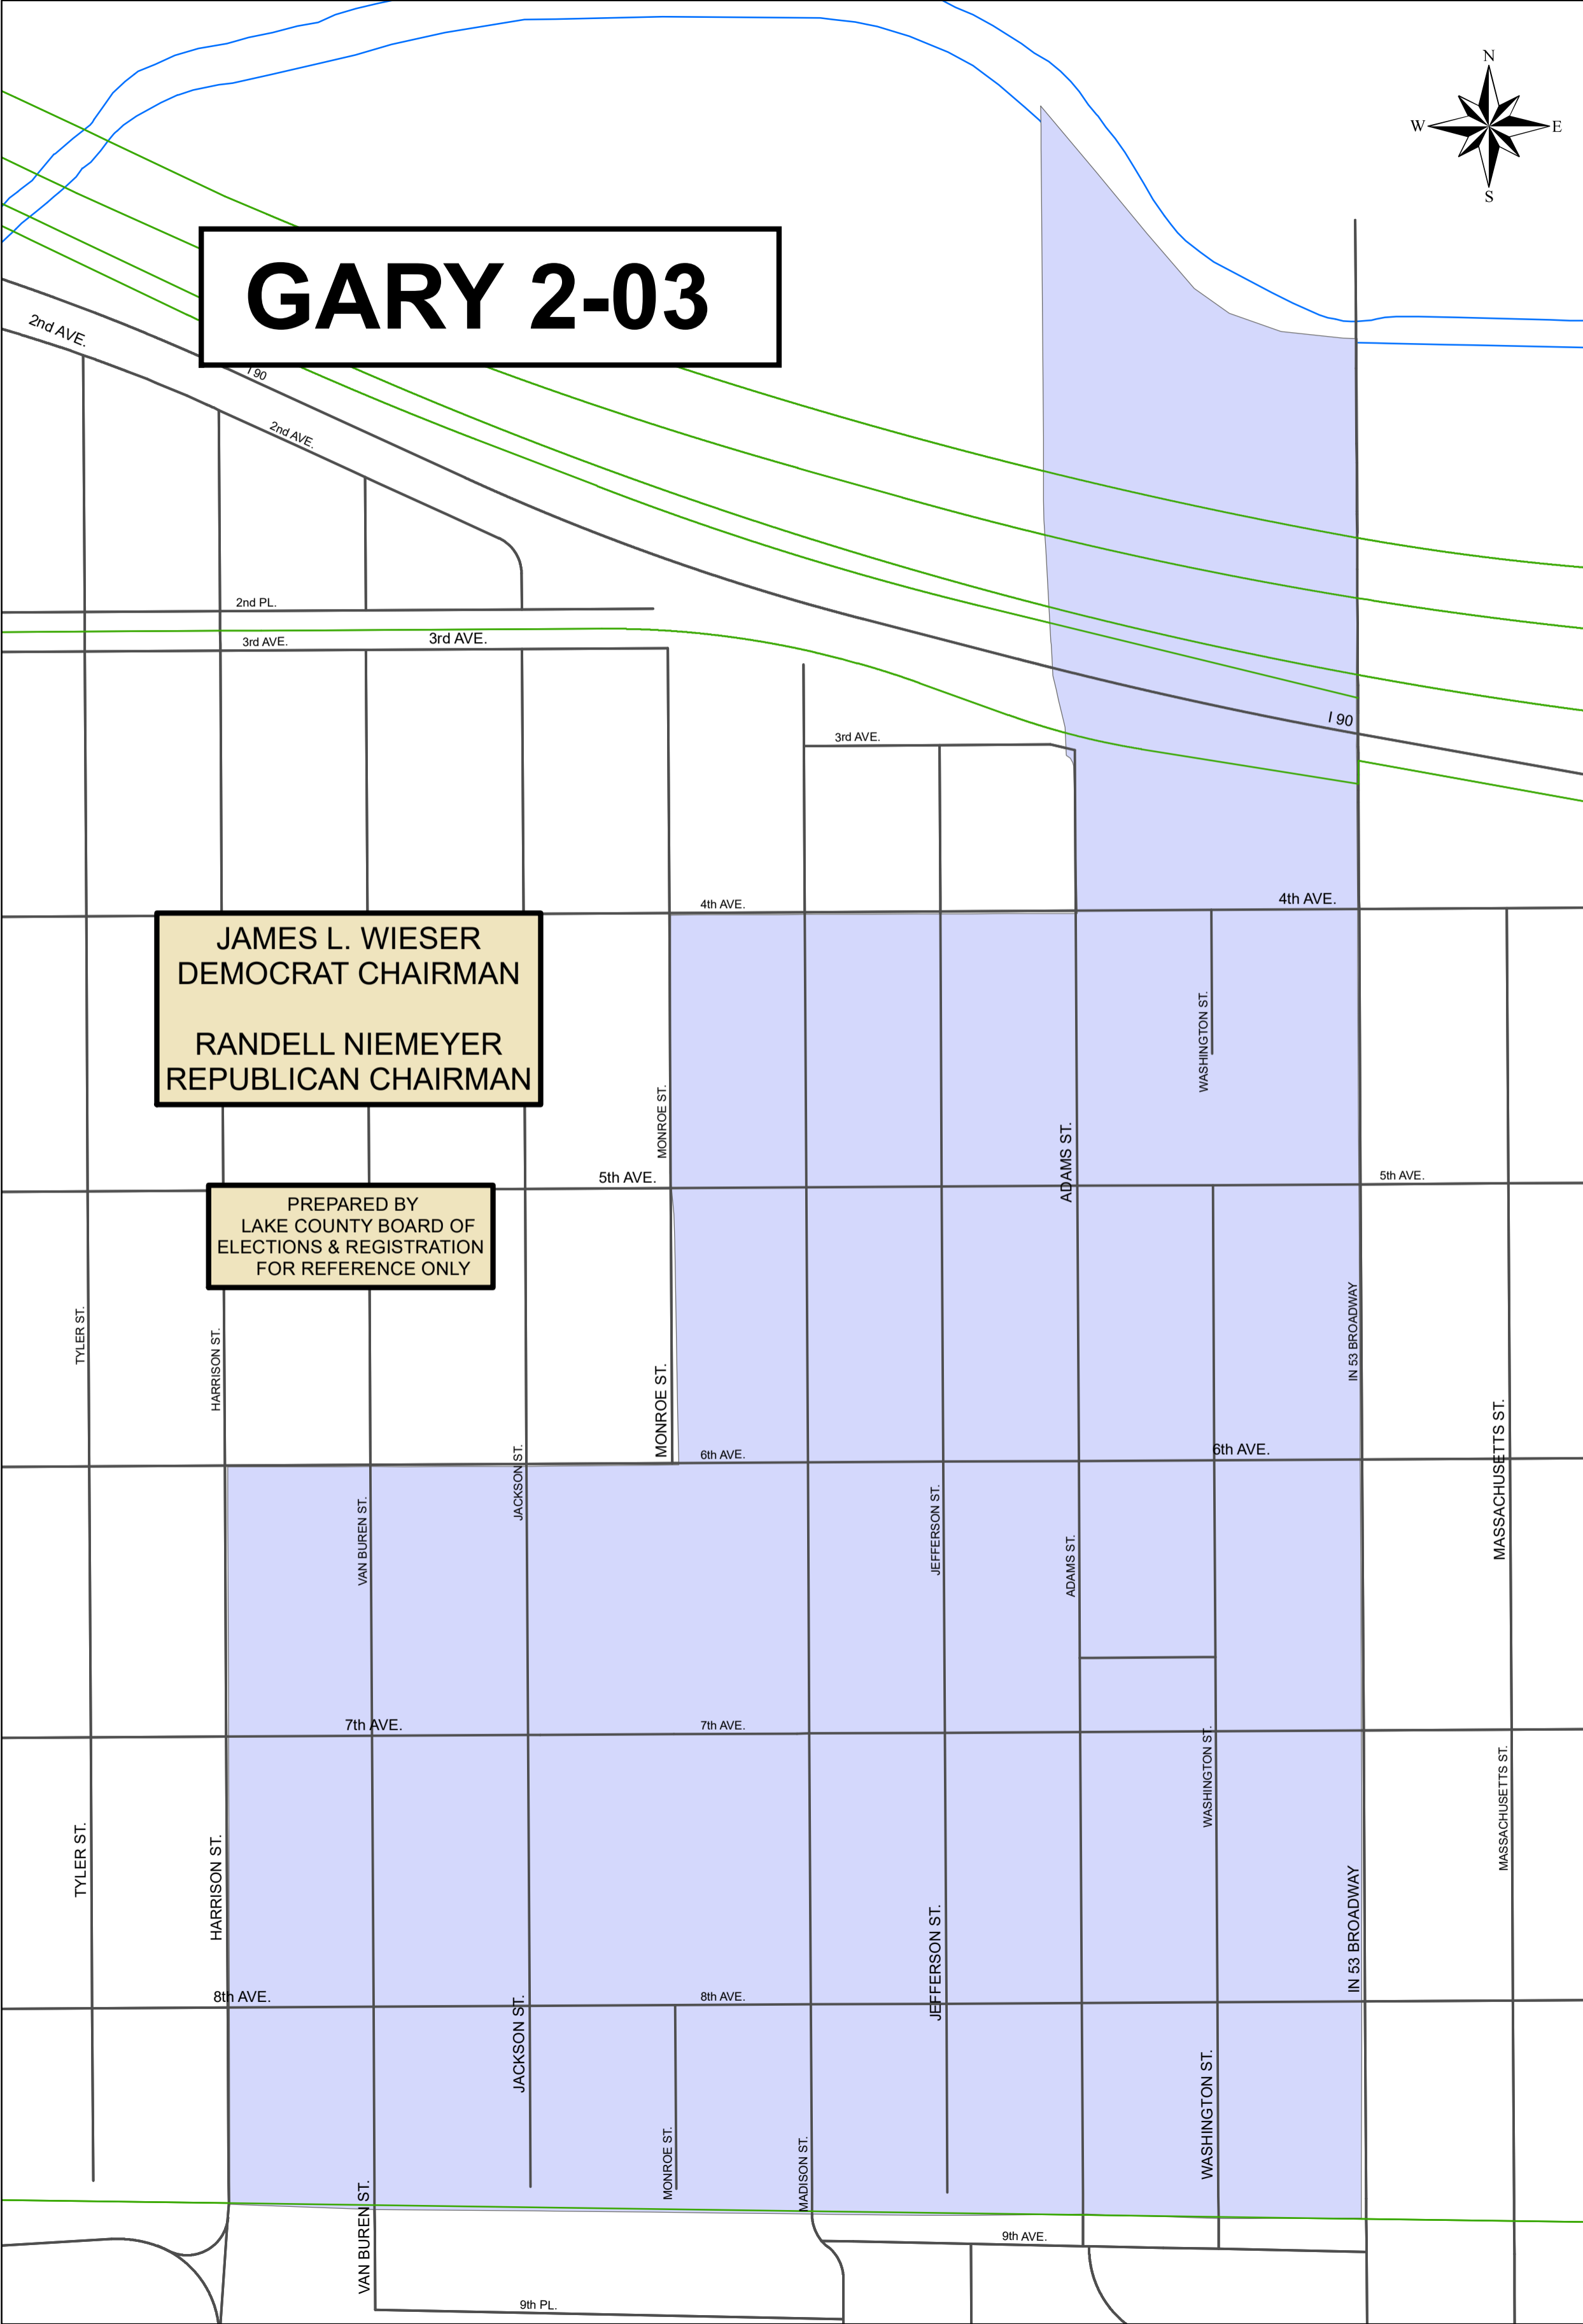 N
W
E
S
GARY 2-03
2nd AVE.
I 90
2nd AVE.
2nd PL.
3rd AVE.
3rd AVE.
I 90
3rd AVE.
4th AVE.
4th AVE.
JAMES L. WIESER
DEMOCRAT CHAIRMAN
RANDELL NIEMEYER
REPUBLICAN CHAIRMAN
WASHINGTON ST.
MONROE ST.
ADAMS ST.
5th AVE.
5th AVE.
PREPARED BY
LAKE COUNTY BOARD OF
ELECTIONS & REGISTRATION
FOR REFERENCE ONLY
TYLER ST.
HARRISON ST.
IN 53 BROADWAY
MONROE ST.
MASSACHUSETTS ST.
6th AVE.
6th AVE.
JACKSON ST.
VAN BUREN ST.
JEFFERSON ST.
ADAMS ST.
7th AVE.
7th AVE.
WASHINGTON ST.
MASSACHUSETTS ST.
TYLER ST.
HARRISON ST.
IN 53 BROADWAY
JEFFERSON ST.
8th AVE.
8th AVE.
JACKSON ST.
WASHINGTON ST.
MONROE ST.
MADISON ST.
VAN BUREN ST.
9th AVE.
9th PL.